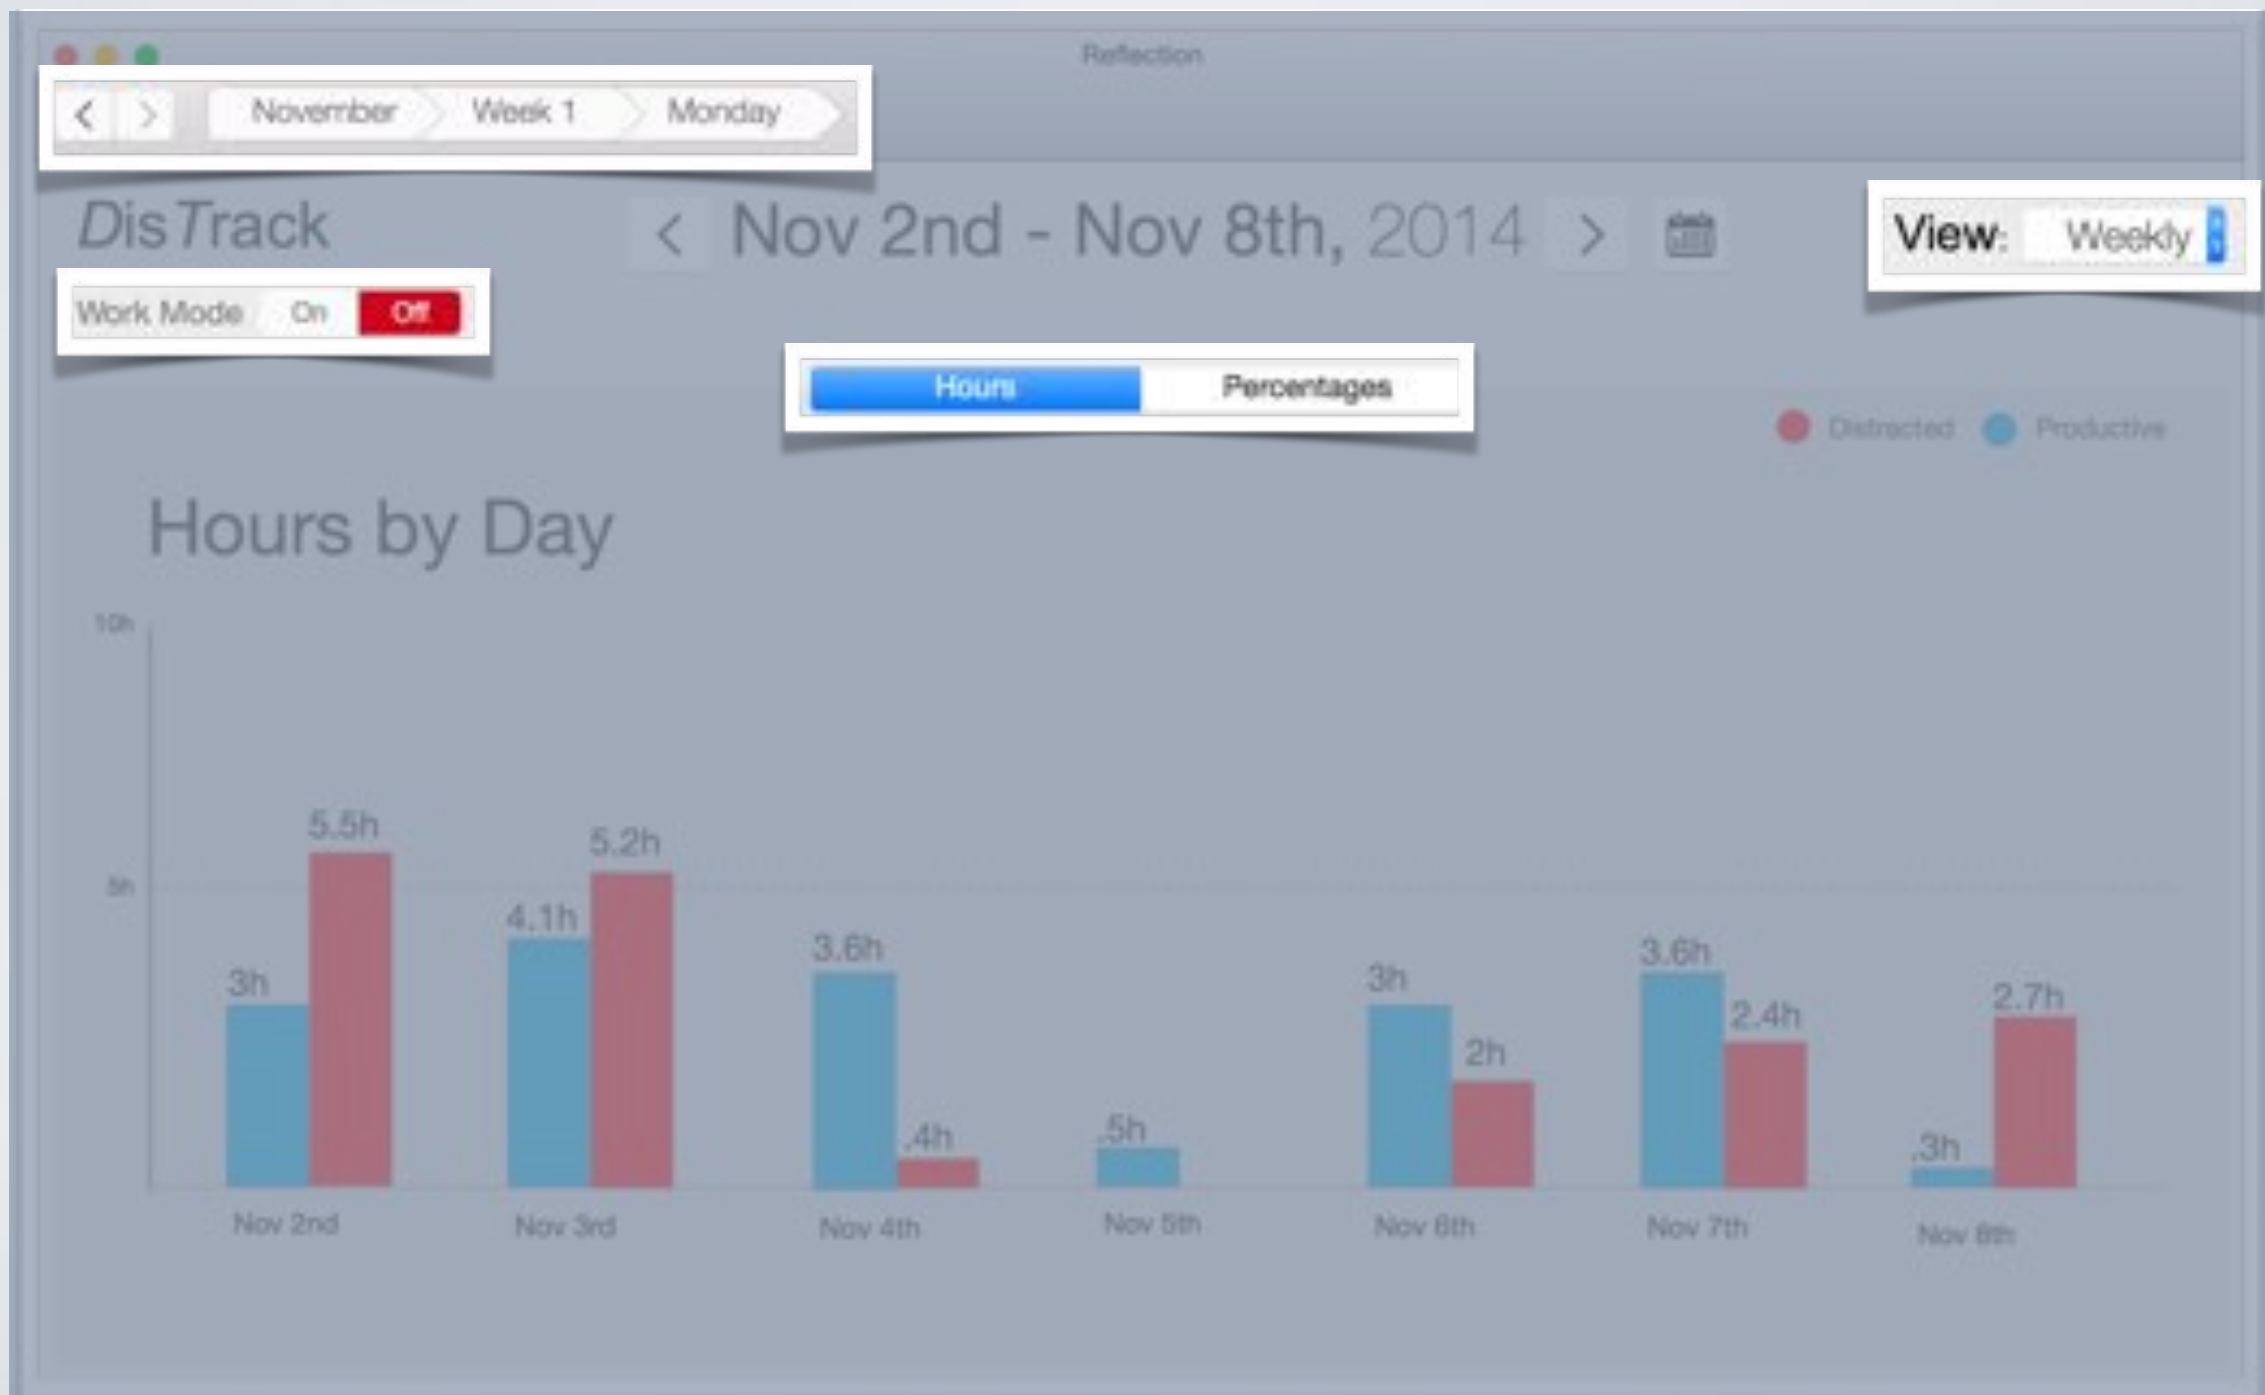 Reflection
November Week 1 Monday
DisTrack
Nov 2nd - Nov 8th, 2014
View: Weekly
Work Mode On Off
Hours Percentages
Distracted Productive
Hours by Day
10h
5h
3h 5.5h
4.1h 5.2h
3.6h .4h
.5h
3h 2h
3.6h 2.4h
.3h 2.7h
Nov 2nd Nov 3rd Nov 4th Nov 5th Nov 6th Nov 7th Nov 8th